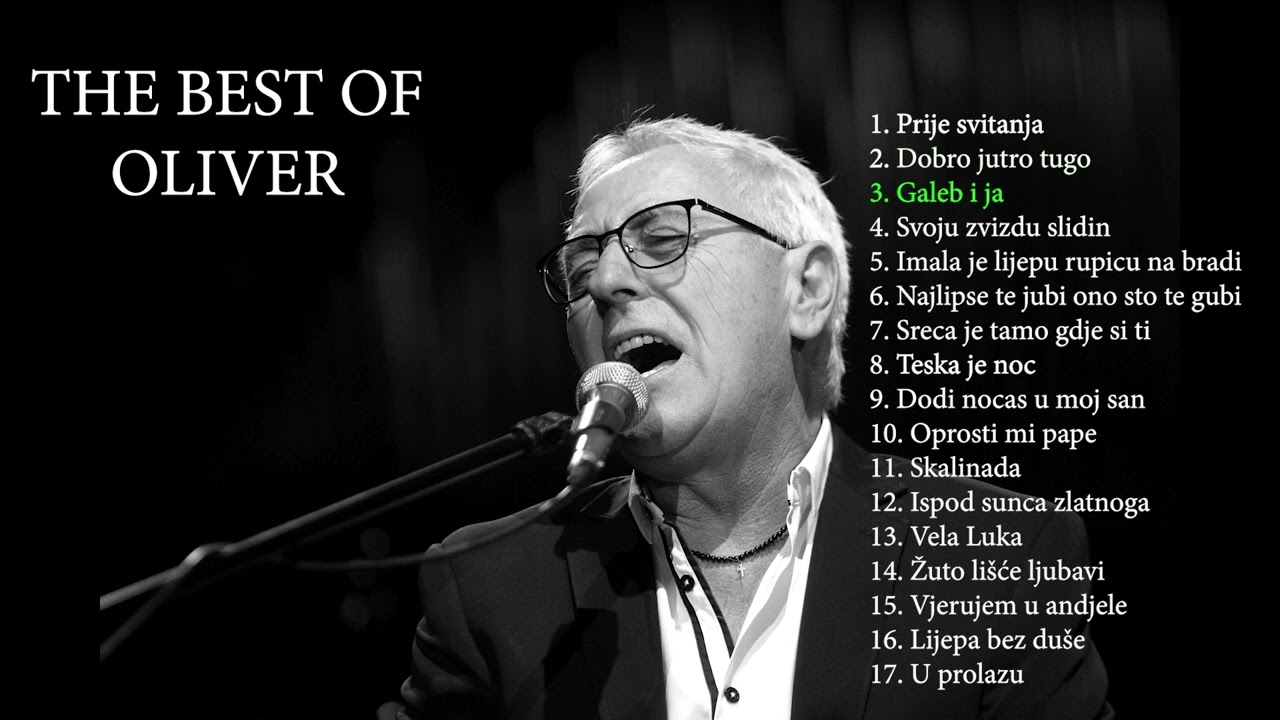 THE BEST OF
OLIVER
1. Prije svitanja
2. Dobro jutro tugo
3. Galeb i ja
4. Svoju zvizdu slidin
5. Imala je lijepu rupicu na bradi
6. Najlipse te jubi ono sto te gubi
7. Sreca je tamo gdje si ti
8. Teska je noc
9. Dodi nocas u moj san
10. Oprosti mi pape
11. Skalinada
12. Ispod sunca zlatnoga
13. Vela Luka
14. Žuto lišće ljubavi
15. Vjerujem u andjele
16. Lijepa bez duše
17. U prolazu